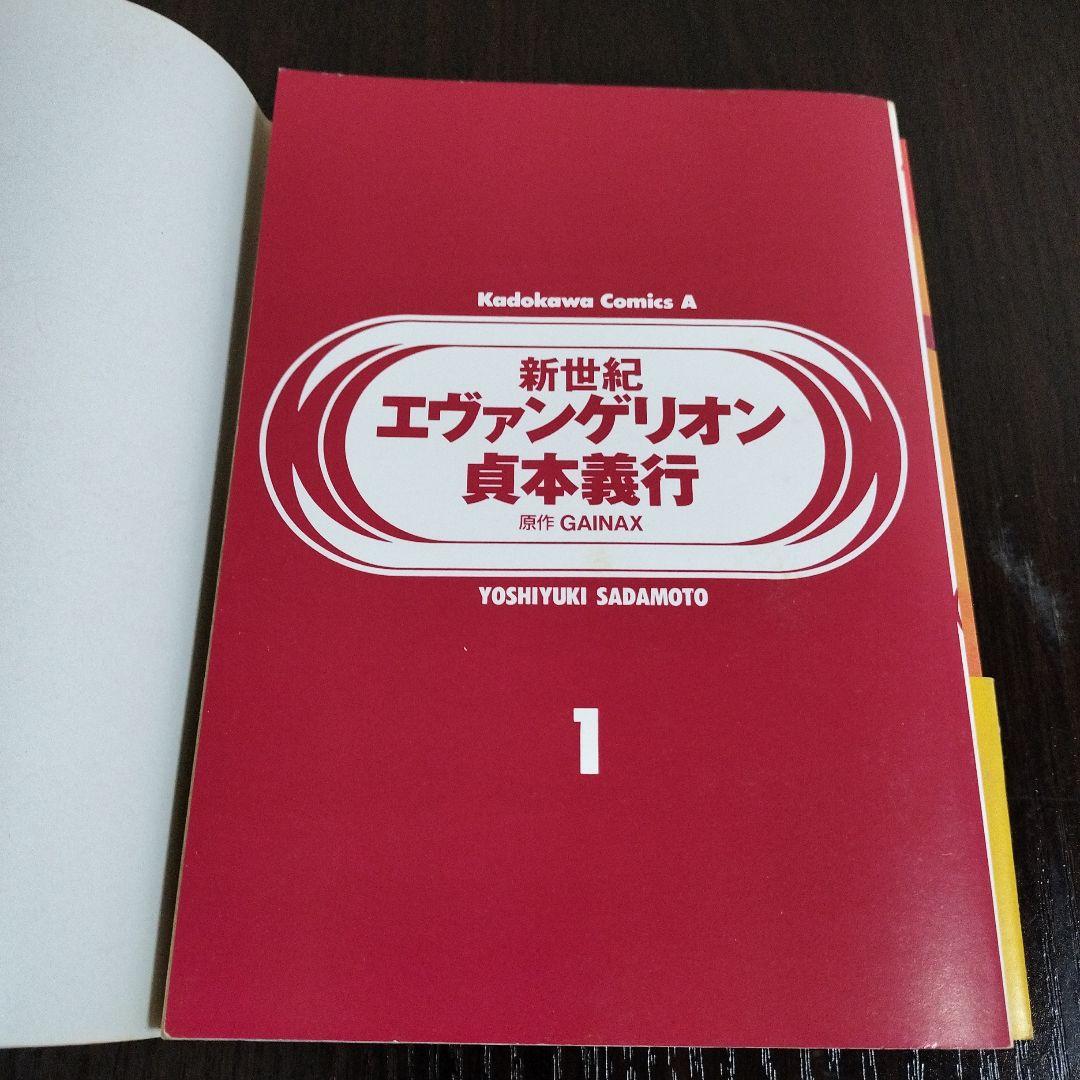 Kadokawa Comics A
新世紀
エヴァンゲリオン
貞本義行
原作 GAINAX
YOSHIYUKI SADAMOTO
1